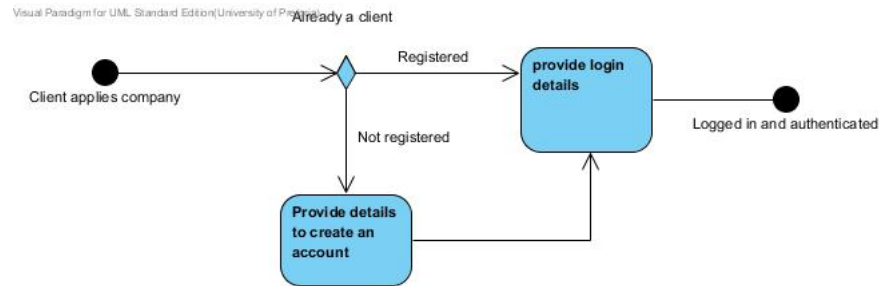 Visual Paradigm for UML Standard Edition(University of Pretoria)
Already a client
Registered
provide login
details
Client applies company
Logged in and authenticated
Not registered
Provide details
to create an
account